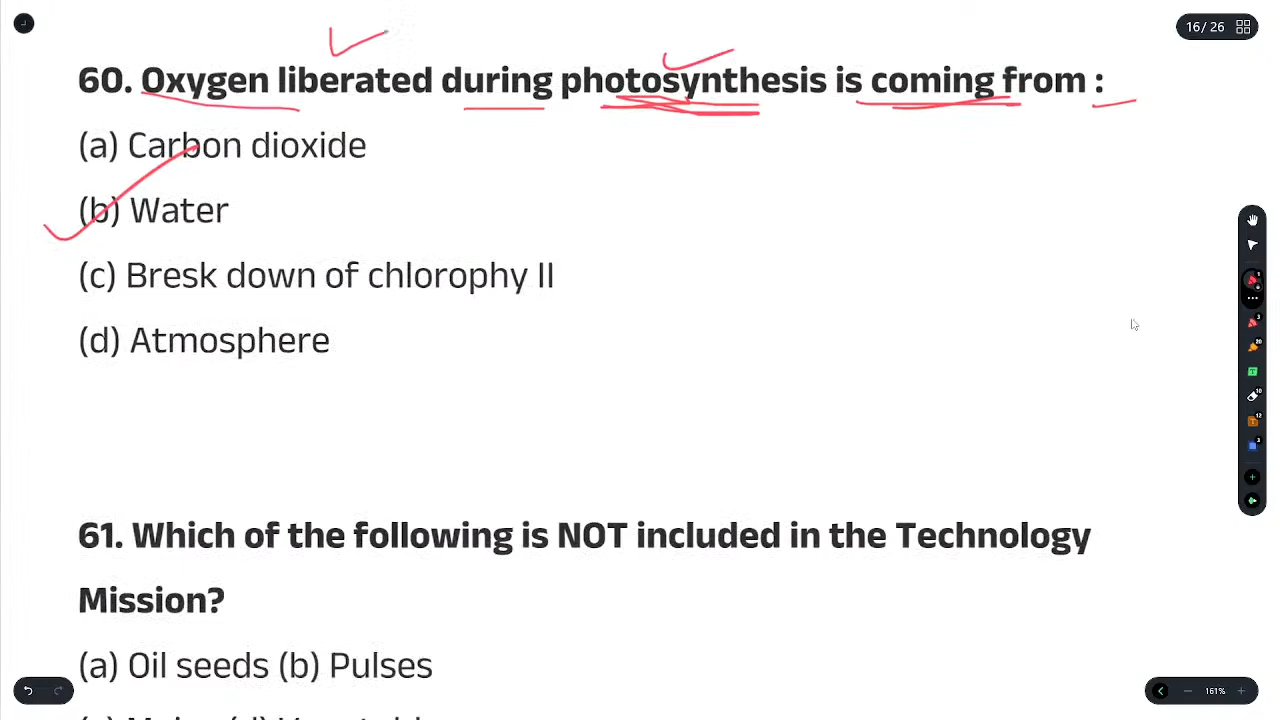 16/ 26
60. Oxygen liberated during photosynthesis is coming from :
(a) Carbon dioxide
(b) Water
(c) Bresk down of chlorophy II
(d) Atmosphere
61. Which of the following is NOT included in the Technology
Mission?
(a) Oil seeds (b) Pulses
161%